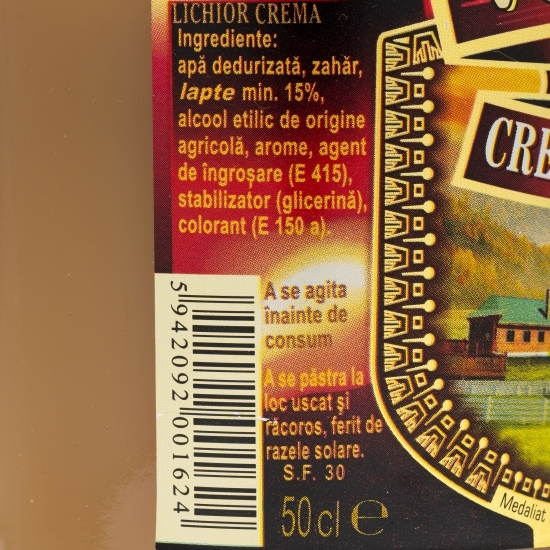 LICHIOR CREMA
Ingrediente:
apă dedurizată, zahăr,
lapte min. 15%,
alcool etilic de origine
agricolă, arome, agent
de îngroșare (E 415),
stabilizator (glicerină),
colorant (E 150 a).
A se agita
înainte de
consum
A se păstra la
loc uscat și
răcoros, ferit de
razele solare.
S.F. 30
50 cl e
5 942092 001624
CRE
Medaliat